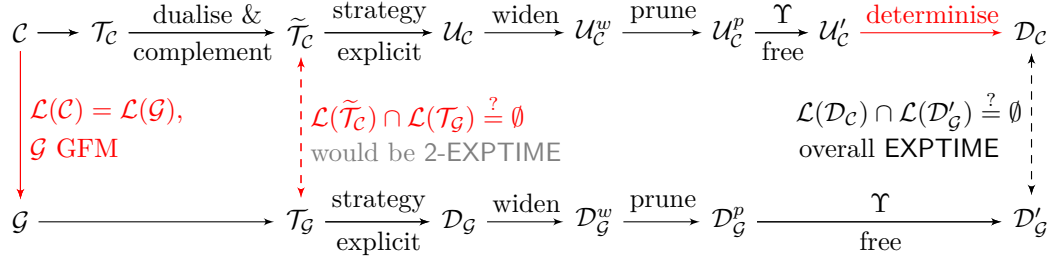 dualise & strategy widen prune Υ determinise
𝒞 𝒯_𝒞 𝒯̃_𝒞 𝒰_𝒞 𝒰_𝒞^w 𝒰_𝒞^p 𝒰′_𝒞 𝒟_𝒞
complement explicit free
ℒ(𝒞) = ℒ(𝒢), ℒ(𝒯̃_𝒞) ∩ ℒ(𝒯_𝒢) ≟ ∅ ℒ(𝒟_𝒞) ∩ ℒ(𝒟′_𝒢) ≟ ∅
𝒢 GFM would be 2-EXPTIME overall EXPTIME
strategy widen prune Υ
𝒢 𝒯_𝒢 𝒟_𝒢 𝒟_𝒢^w 𝒟_𝒢^p 𝒟′_𝒢
explicit free